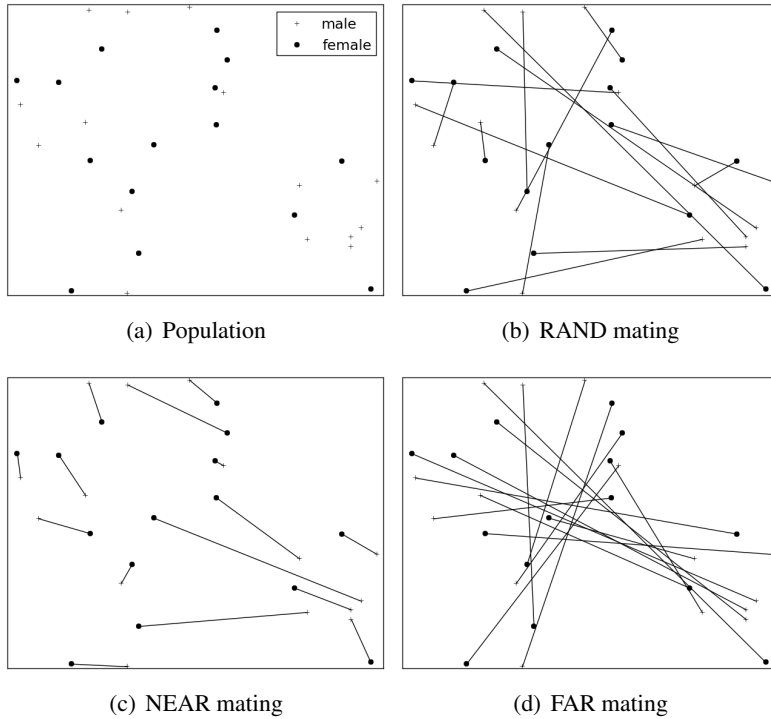 male
female
(a) Population
(b) RAND mating
(c) NEAR mating
(d) FAR mating